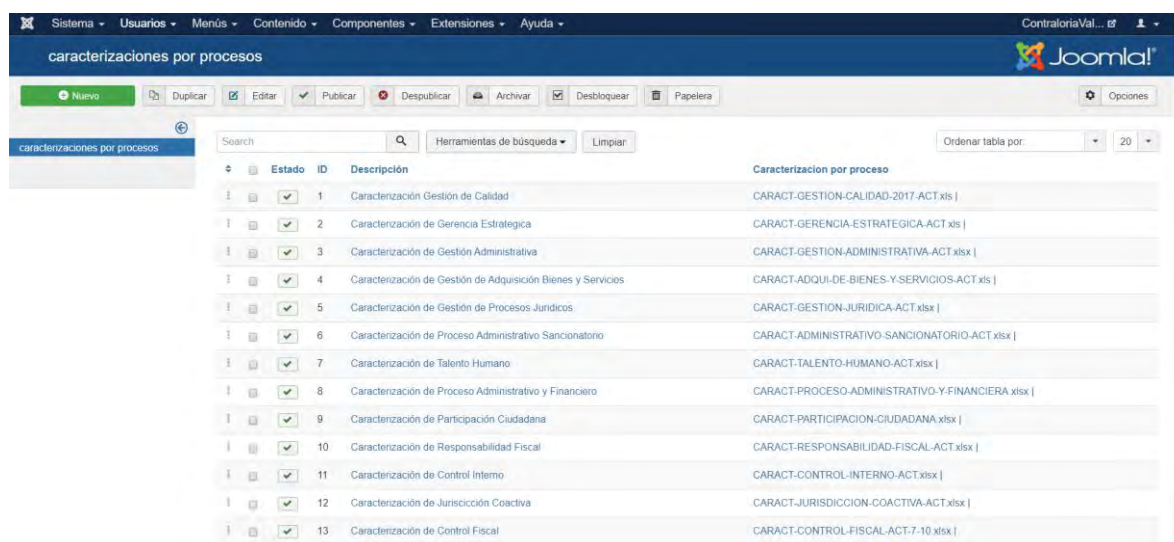 Sistema Usuarios Menús Contenido Componentes Extensiones Ayuda ContraloriaVal...
caracterizaciones por procesos Joomla!®
Nuevo Duplicar Editar Publicar Despublicar Archivar Desbloquear Papelera Opciones
caracterizaciones por procesos
Search Herramientas de búsqueda Limpiar Ordenar tabla por: 20
Estado ID Descripción Caracterizacion por proceso
1 Caracterización Gestión de Calidad CARACT-GESTION-CALIDAD-2017-ACT.xls |
2 Caracterización de Gerencia Estrategica CARACT-GERENCIA-ESTRATEGICA-ACT.xls |
3 Caracterización de Gestión Administrativa CARACT-GESTION-ADMINISTRATIVA-ACT.xlsx |
4 Caracterización de Gestión de Adquisición Bienes y Servicios CARACT-ADQUI-DE-BIENES-Y-SERVICIOS-ACT.xls |
5 Caracterización de Gestión de Procesos Juridicos CARACT-GESTION-JURIDICA-ACT.xlsx |
6 Caracterización de Proceso Administrativo Sancionatorio CARACT-ADMINISTRATIVO-SANCIONATORIO-ACT.xlsx |
7 Caracterización de Talento Humano CARACT-TALENTO-HUMANO-ACT.xlsx |
8 Caracterización de Proceso Administrativo y Financiero CARACT-PROCESO-ADMINISTRATIVO-Y-FINANCIERA.xlsx |
9 Caracterización de Participación Ciudadana CARACT-PARTICIPACION-CIUDADANA.xlsx |
10 Caracterización de Responsabilidad Fiscal CARACT-RESPONSABILIDAD-FISCAL-ACT.xlsx |
11 Caracterización de Control Interno CARACT-CONTROL-INTERNO-ACT.xlsx |
12 Caracterización de Juriscicción Coactiva CARACT-JURISDICCION-COACTIVA-ACT.xlsx |
13 Caracterización de Control Fiscal CARACT-CONTROL-FISCAL-ACT-7-10.xlsx |